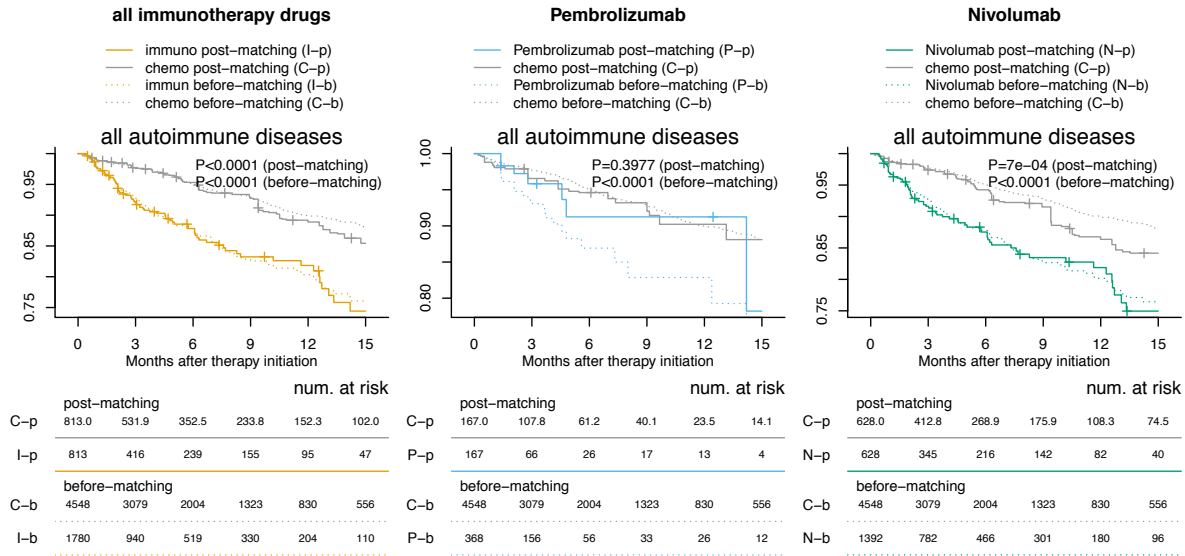 all immunotherapy drugs
immuno post−matching (I−p)
chemo post−matching (C−p)
immun before−matching (I−b)
chemo before−matching (C−b)
all autoimmune diseases
P<0.0001 (post−matching)
P<0.0001 (before−matching)
0.95
0.85
0.75
0 3 6 9 12 15
Months after therapy initiation
num. at risk
post−matching
C−p 813.0 531.9 352.5 233.8 152.3 102.0
I−p 813 416 239 155 95 47
before−matching
C−b 4548 3079 2004 1323 830 556
I−b 1780 940 519 330 204 110
Pembrolizumab
Pembrolizumab post−matching (P−p)
chemo post−matching (C−p)
Pembrolizumab before−matching (P−b)
chemo before−matching (C−b)
all autoimmune diseases
P=0.3977 (post−matching)
P<0.0001 (before−matching)
1.00
0.90
0.80
0 3 6 9 12 15
Months after therapy initiation
num. at risk
post−matching
C−p 167.0 107.8 61.2 40.1 23.5 14.1
P−p 167 66 26 17 13 4
before−matching
C−b 4548 3079 2004 1323 830 556
P−b 368 156 56 33 26 12
Nivolumab
Nivolumab post−matching (N−p)
chemo post−matching (C−p)
Nivolumab before−matching (N−b)
chemo before−matching (C−b)
all autoimmune diseases
P=7e−04 (post−matching)
P<0.0001 (before−matching)
0.95
0.85
0.75
0 3 6 9 12 15
Months after therapy initiation
num. at risk
post−matching
C−p 628.0 412.8 268.9 175.9 108.3 74.5
N−p 628 345 216 142 82 40
before−matching
C−b 4548 3079 2004 1323 830 556
N−b 1392 782 466 301 180 96